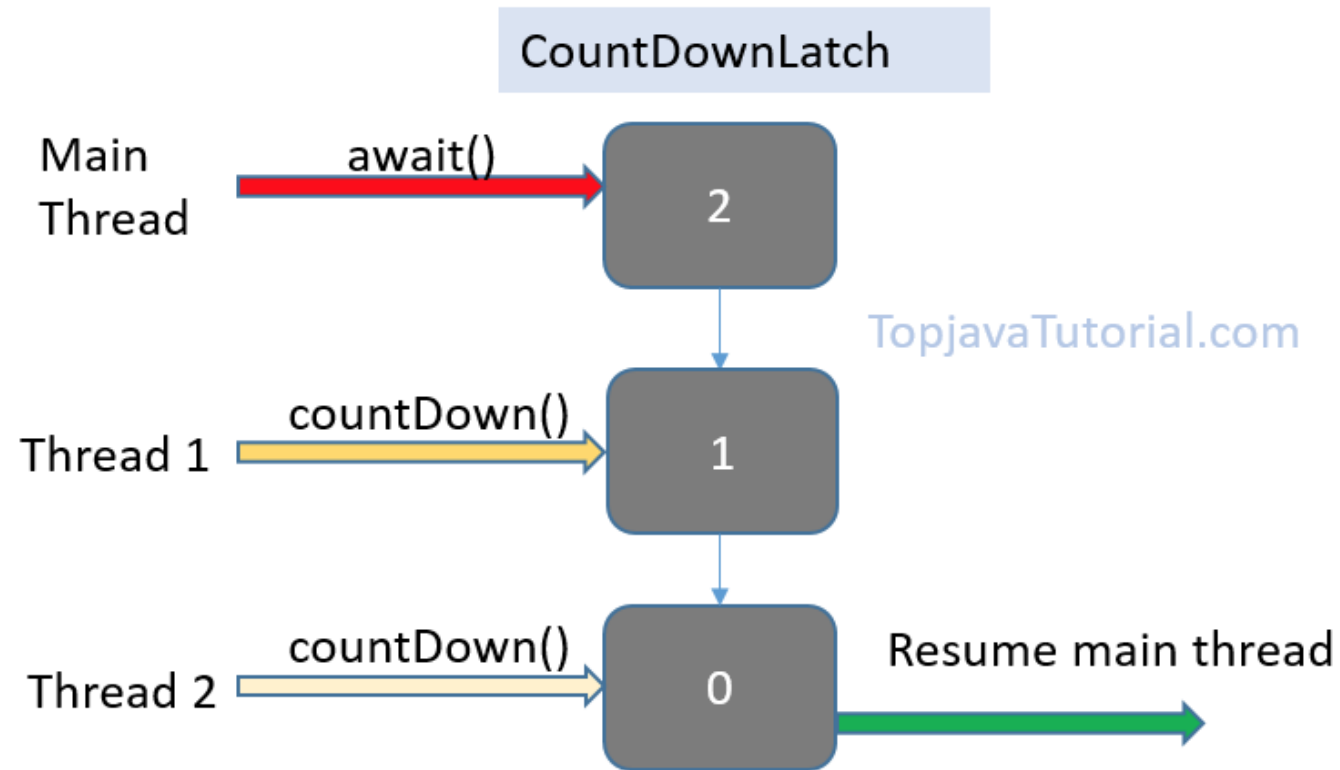 CountDownLatch
Main
Thread
await()
2
TopjavaTutorial.com
Thread 1
countDown()
1
Thread 2
countDown()
0
Resume main thread